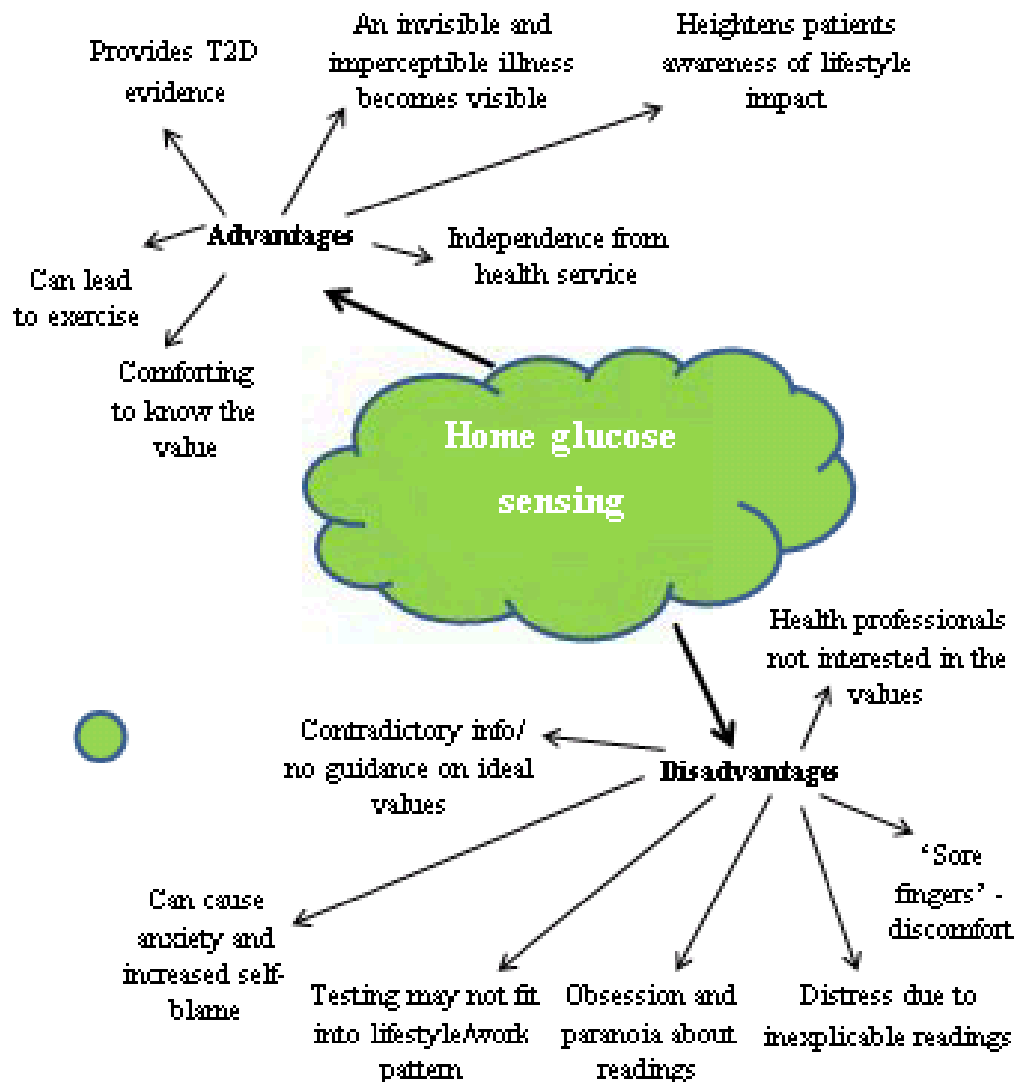 Provides T2D
evidence
An invisible and
imperceptible illness
becomes visible
Heightens patients
awareness of lifestyle
impact
Advantages
Independence from
health service
Can lead
to exercise
Comforting
to know the
value
Home glucose
sensing
Health professionals
not interested in the
values
Contradictory info/
no guidance on ideal
values
Disadvantages
'Sore
fingers' -
discomfort
Can cause
anxiety and
increased self-
blame
Testing may not fit
into lifestyle/work
pattern
Obsession and
paranoia about
readings
Distress due to
inexplicable readings